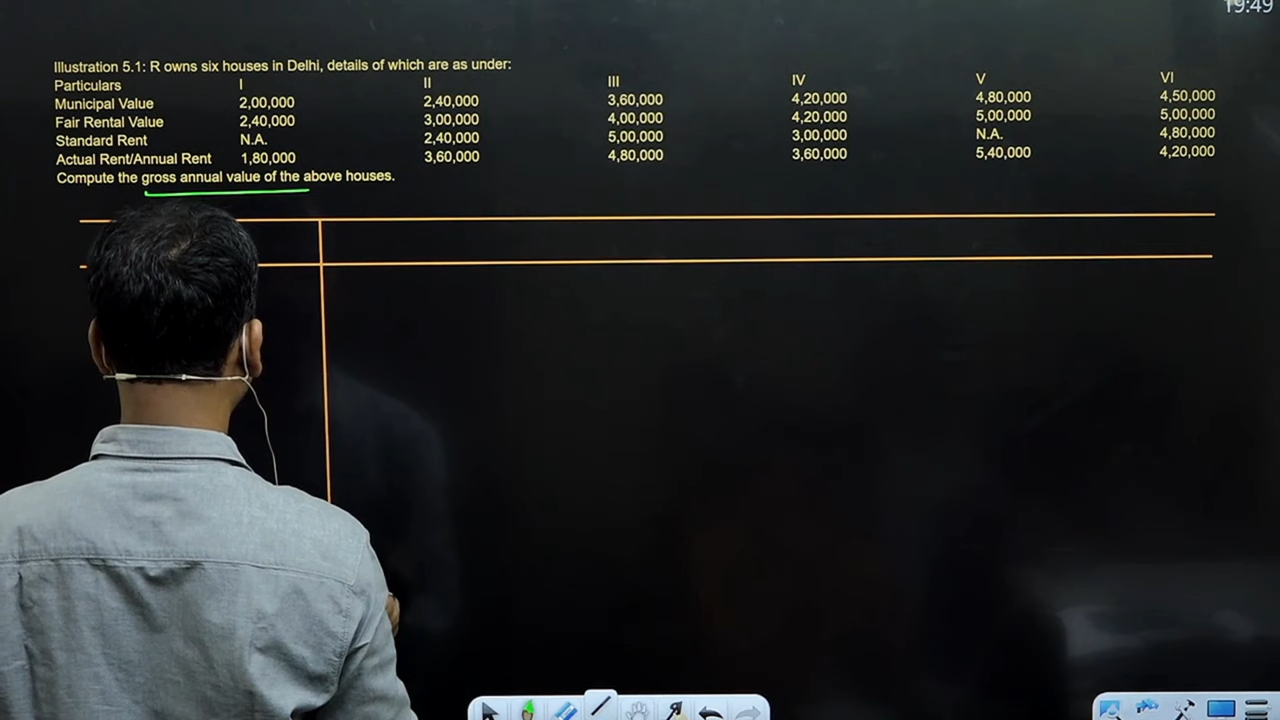 19:49
Illustration 5.1: R owns six houses in Delhi, details of which are as under:
Particulars I II III IV V VI
Municipal Value 2,00,000 2,40,000 3,60,000 4,20,000 4,80,000 4,50,000
Fair Rental Value 2,40,000 3,00,000 4,00,000 4,20,000 5,00,000 5,00,000
Standard Rent N.A. 2,40,000 5,00,000 3,00,000 N.A. 4,80,000
Actual Rent/Annual Rent 1,80,000 3,60,000 4,80,000 3,60,000 5,40,000 4,20,000
Compute the gross annual value of the above houses.